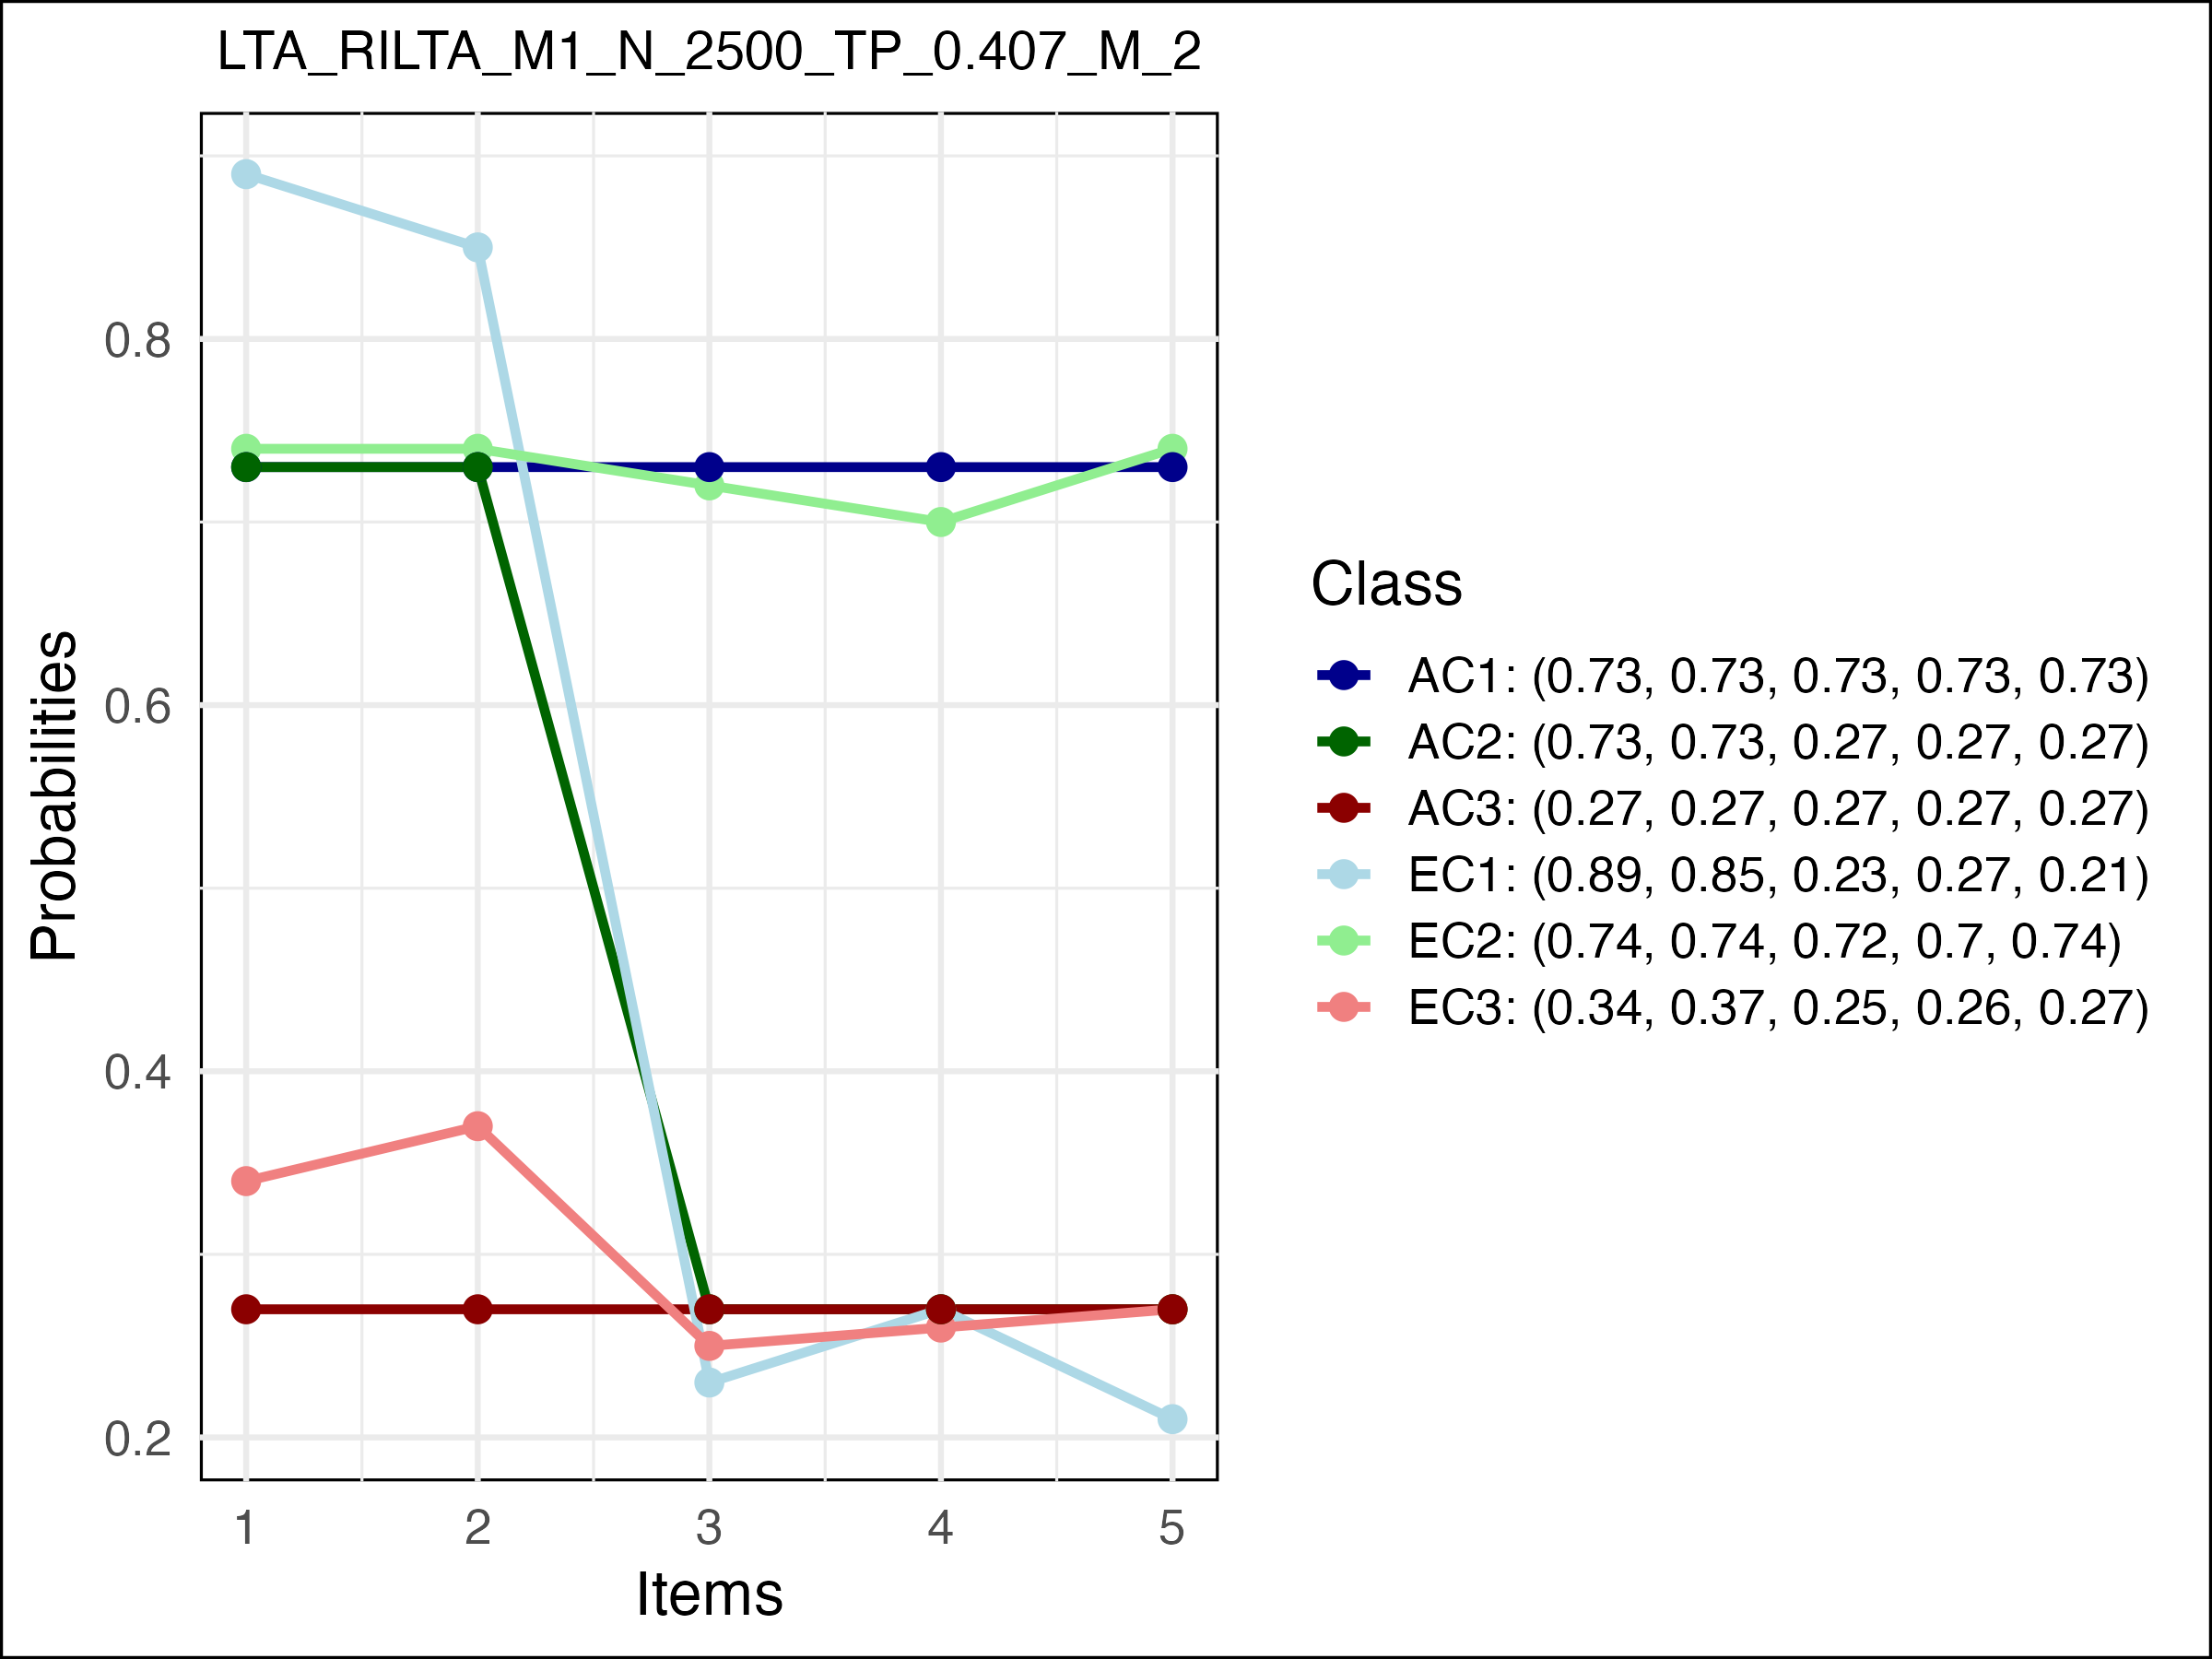 LTA_RILTA_M1_N_2500_TP_0.407_M_2
Probabilities
0.8
0.6
0.4
0.2
1 2 3 4 5
Items
Class
AC1: (0.73, 0.73, 0.73, 0.73, 0.73)
AC2: (0.73, 0.73, 0.27, 0.27, 0.27)
AC3: (0.27, 0.27, 0.27, 0.27, 0.27)
EC1: (0.89, 0.85, 0.23, 0.27, 0.21)
EC2: (0.74, 0.74, 0.72, 0.7, 0.74)
EC3: (0.34, 0.37, 0.25, 0.26, 0.27)